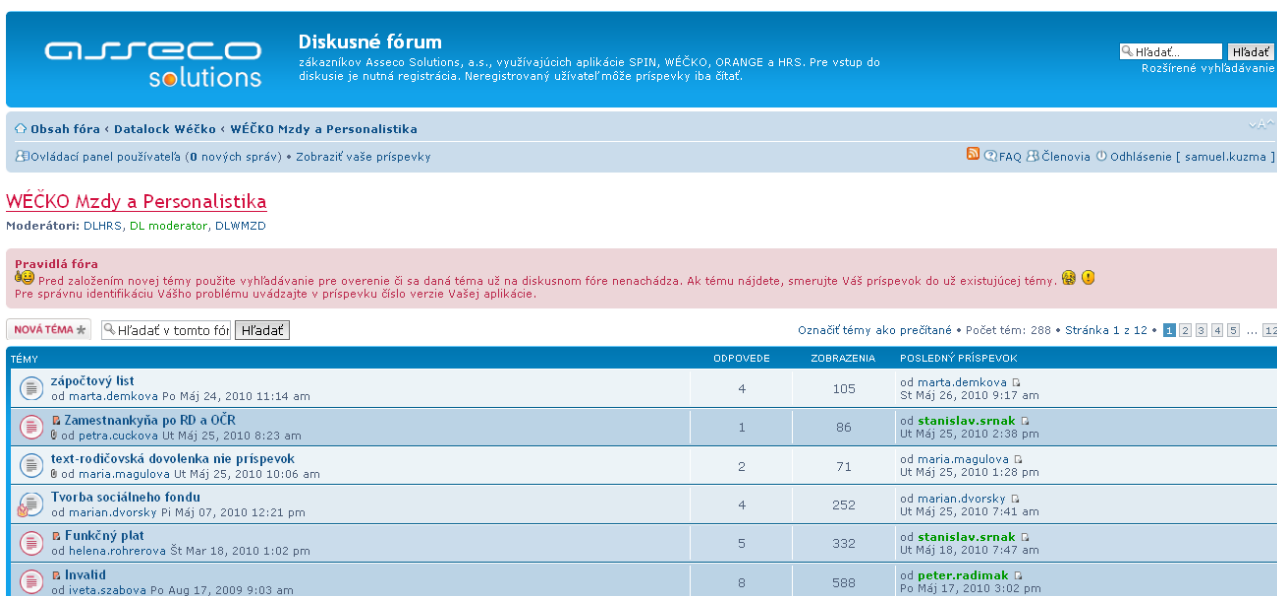 asseco
solutions
Diskusné fórum
zákazníkov Asseco Solutions, a.s., využívajúcich aplikácie SPIN, WÉČKO, ORANGE a HRS. Pre vstup do
diskusie je nutná registrácia. Neregistrovaný užívateľ môže príspevky iba čítať.
Hľadať... Hľadať
Rozšírené vyhľadávanie
Obsah fóra ‹ Datalock Wéčko ‹ WÉČKO Mzdy a Personalistika
Ovládací panel používateľa (0 nových správ) • Zobraziť vaše príspevky
FAQ Členovia Odhlásenie [ samuel.kuzma ]
WÉČKO Mzdy a Personalistika
Moderátori: DLHRS, DL moderator, DLWMZD
Pravidlá fóra
Pred založením novej témy použite vyhľadávanie pre overenie či sa daná téma už na diskusnom fóre nenachádza. Ak tému nájdete, smerujte Váš príspevok do už existujúcej témy.
Pre správnu identifikáciu Vášho problému uvádzajte v príspevku číslo verzie Vašej aplikácie.
NOVÁ TÉMA Hľadať v tomto fór Hľadať
Označiť témy ako prečítané • Počet tém: 288 • Stránka 1 z 12 • 1 2 3 4 5 ... 12
TÉMY ODPOVEDE ZOBRAZENIA POSLEDNÝ PRÍSPEVOK
zápočtový list
od marta.demkova Po Máj 24, 2010 11:14 am
4 105
od marta.demkova
St Máj 26, 2010 9:17 am
Zamestnankyňa po RD a OČR
od petra.cuckova Ut Máj 25, 2010 8:23 am
1 86
od stanislav.srnak
Ut Máj 25, 2010 2:38 pm
text-rodičovská dovolenka nie prispevok
od maria.magulova Ut Máj 25, 2010 10:06 am
2 71
od maria.magulova
Ut Máj 25, 2010 1:28 pm
Tvorba sociálneho fondu
od marian.dvorsky Pi Máj 07, 2010 12:21 pm
4 252
od marian.dvorsky
Ut Máj 25, 2010 7:41 am
Funkčný plat
od helena.rohrerova Št Mar 18, 2010 1:02 pm
5 332
od stanislav.srnak
Ut Máj 18, 2010 7:47 am
Invalid
od iveta.szabova Po Aug 17, 2009 9:03 am
8 588
od peter.radimak
Po Máj 17, 2010 3:02 pm